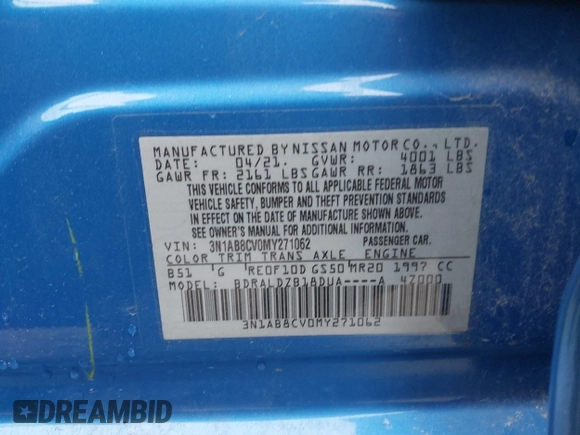 MANUFACTURED BY NISSAN MOTOR CO., LTD.
DATE: 04/21. GVWR: 4001 LBS
GAWR FR: 2161 LBS GAWR RR: 1863 LBS
THIS VEHICLE CONFORMS TO ALL APPLICABLE FEDERAL MOTOR
VEHICLE SAFETY, BUMPER AND THEFT PREVENTION STANDARDS
IN EFFECT ON THE DATE OF MANUFACTURE SHOWN ABOVE.
SEE OWNER'S MANUAL FOR ADDITIONAL INFORMATION.
VIN: 3N1AB8CV0MY271062 PASSENGER CAR.
COLOR TRIM TRANS AXLE ENGINE
B51 'G RE0F10D GS50 MR20 1997 CC
MODEL: BDRALDZB18DUA----A 4Z000
3N1AB8CV0MY271062
DREAMBID